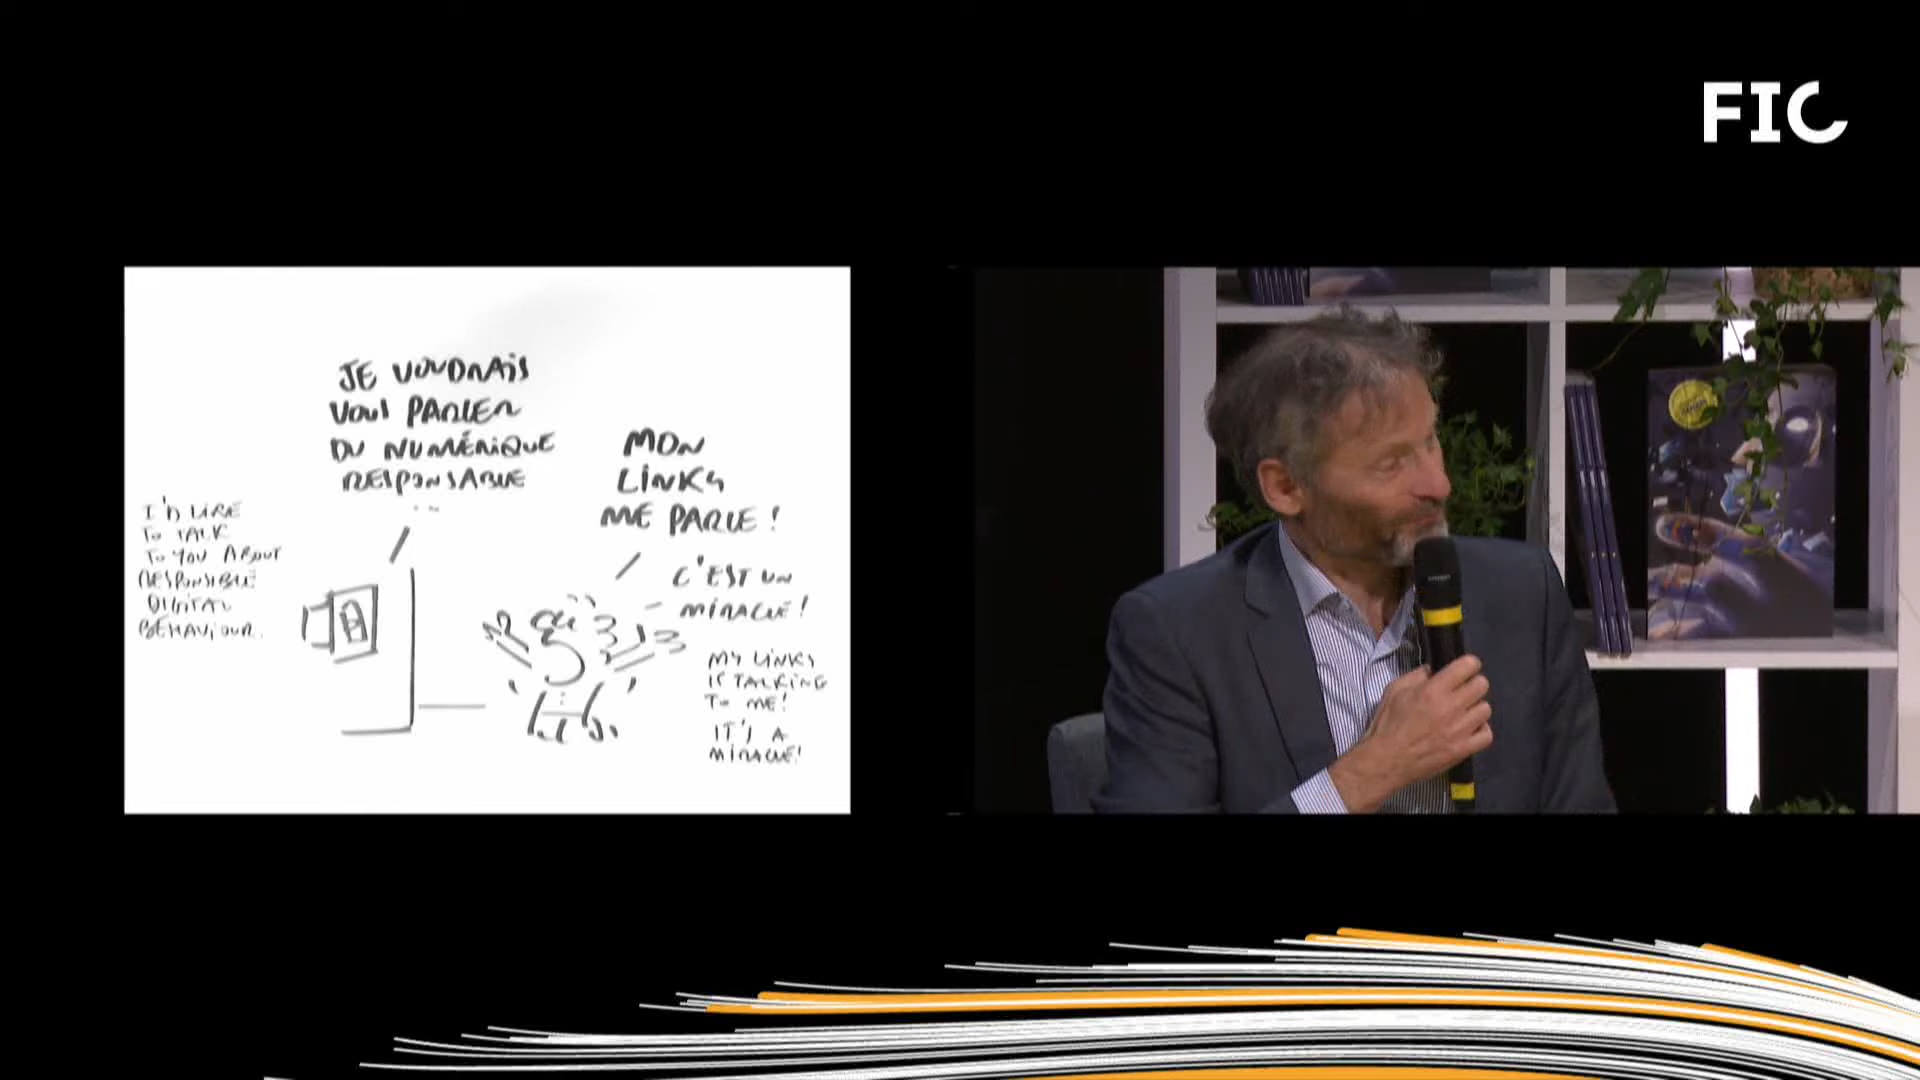 FIC
JE VOUDRAIS
VOUS PARLER
DU NUMÉRIQUE
RESPONSABLE
MON
LINKY
ME PARLE !
C'EST UN
MIRACLE !
I'D LIKE
TO TALK
TO YOU ABOUT
RESPONSIBLE
DIGITAL
BEHAVIOUR.
MY LINKY
IS TALKING
TO ME!
IT'S A
MIRACLE!